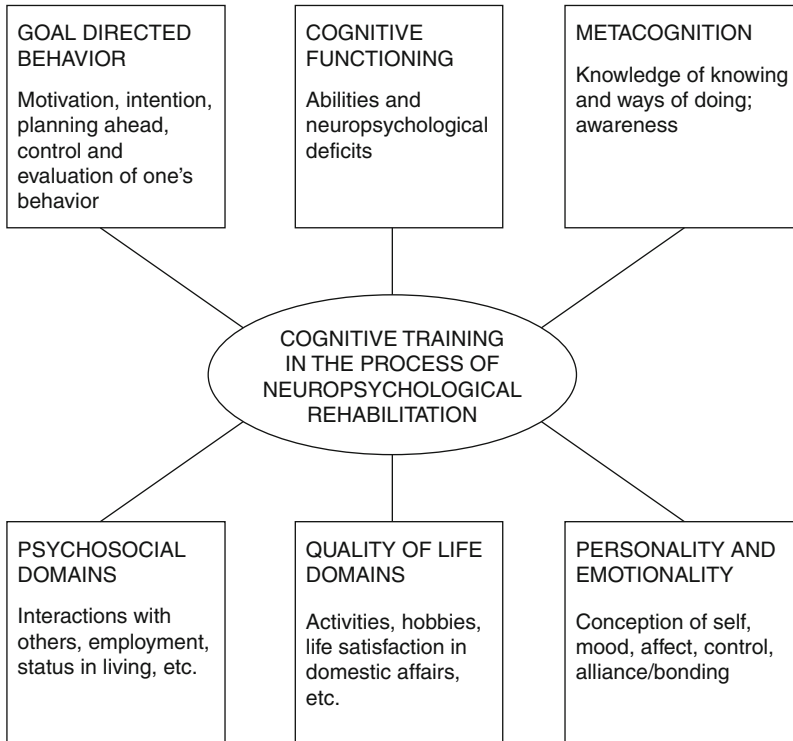 GOAL DIRECTED
BEHAVIOR
Motivation, intention,
planning ahead,
control and
evaluation of one's
behavior
COGNITIVE
FUNCTIONING
Abilities and
neuropsychological
deficits
METACOGNITION
Knowledge of knowing
and ways of doing;
awareness
COGNITIVE TRAINING
IN THE PROCESS OF
NEUROPSYCHOLOGICAL
REHABILITATION
PSYCHOSOCIAL
DOMAINS
Interactions with
others, employment,
status in living, etc.
QUALITY OF LIFE
DOMAINS
Activities, hobbies,
life satisfaction in
domestic affairs,
etc.
PERSONALITY AND
EMOTIONALITY
Conception of self,
mood, affect, control,
alliance/bonding